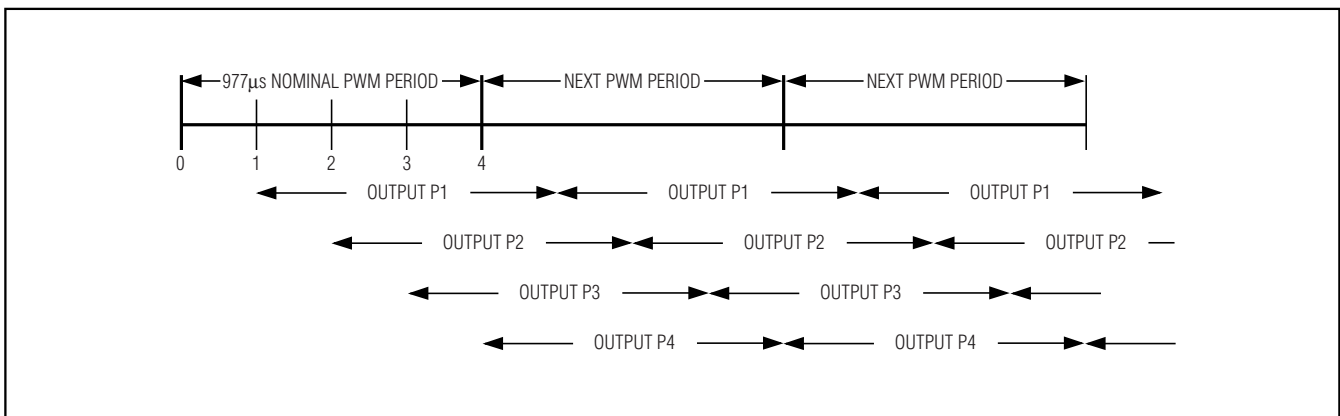 977μs NOMINAL PWM PERIOD NEXT PWM PERIOD NEXT PWM PERIOD
0 1 2 3 4
OUTPUT P1 OUTPUT P1 OUTPUT P1
OUTPUT P2 OUTPUT P2 OUTPUT P2
OUTPUT P3 OUTPUT P3
OUTPUT P4 OUTPUT P4